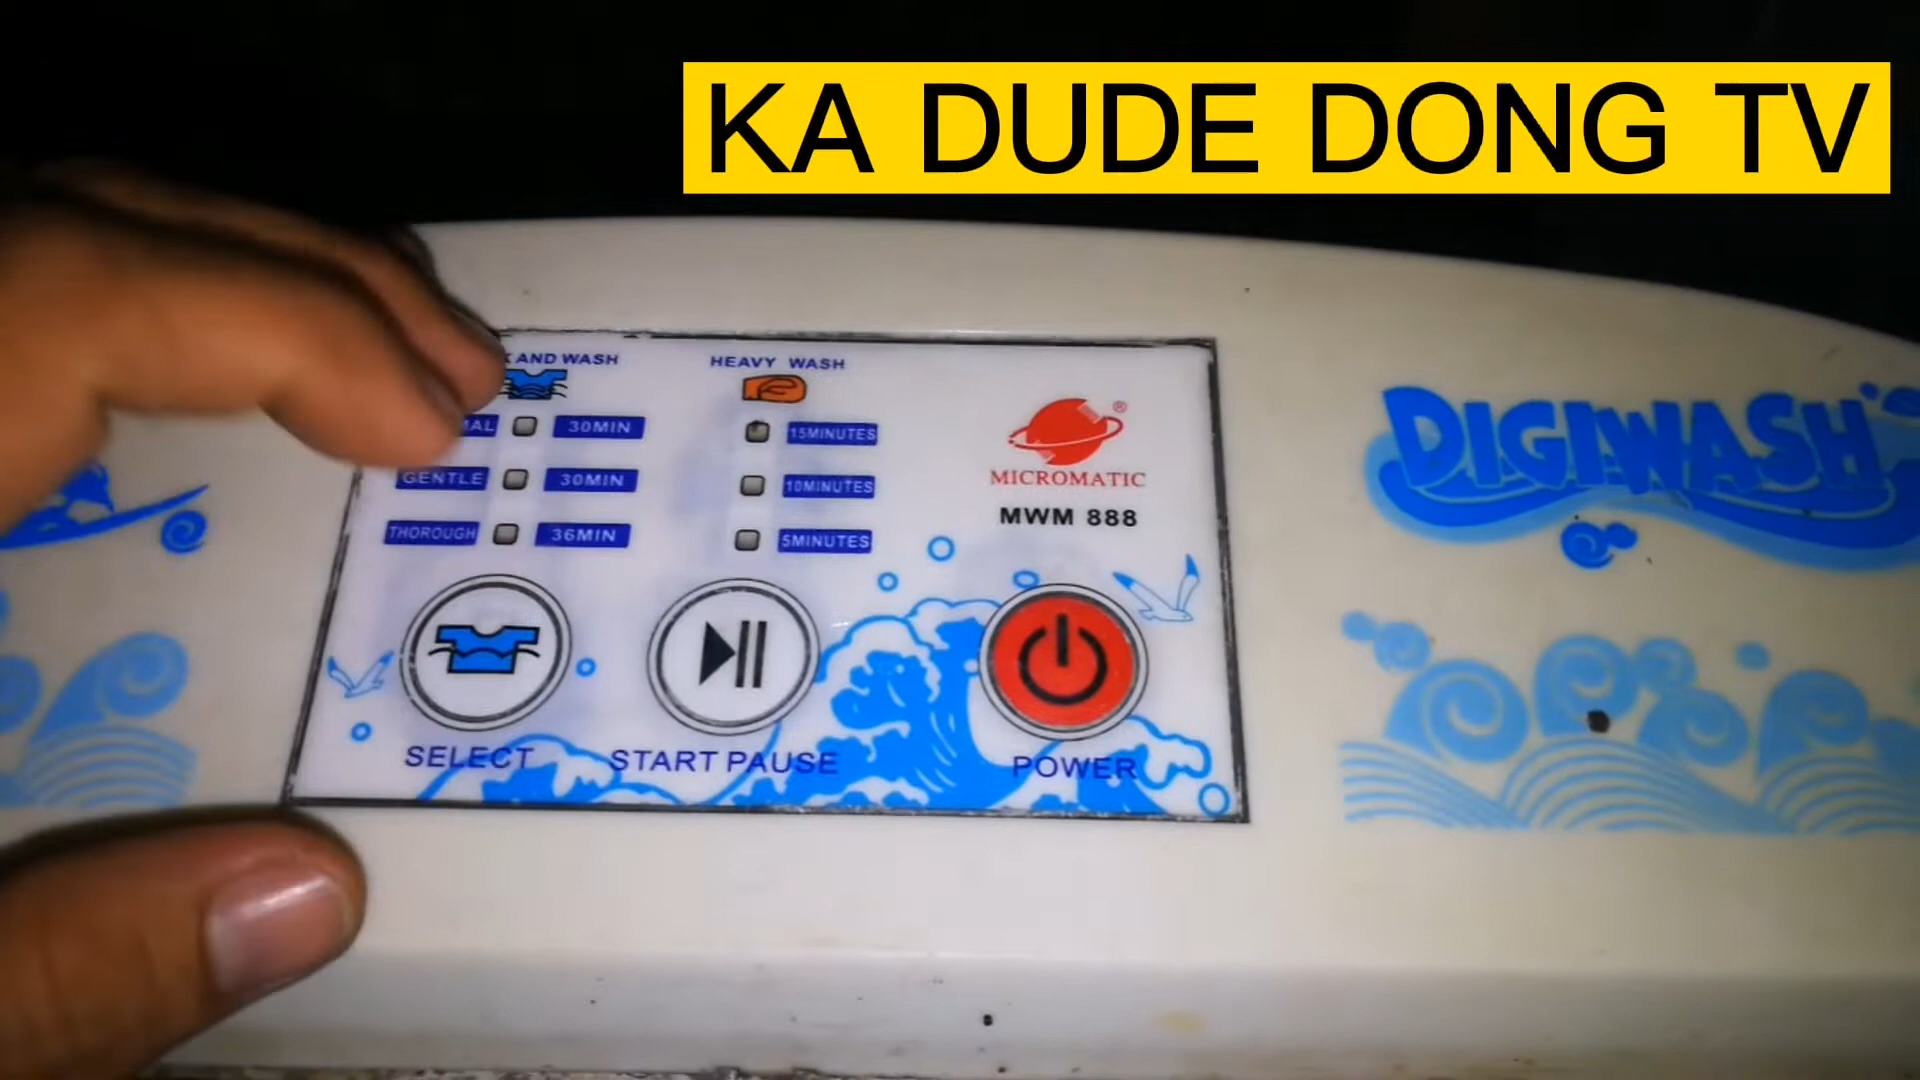 KA DUDE DONG TV
AND WASH
HEAVY WASH
30MIN
15MINUTES
GENTLE
30MIN
10MINUTES
THOROUGH
36MIN
5MINUTES
MICROMATIC
®
MWM 888
DIGIWASH
SELECT
START PAUSE
POWER